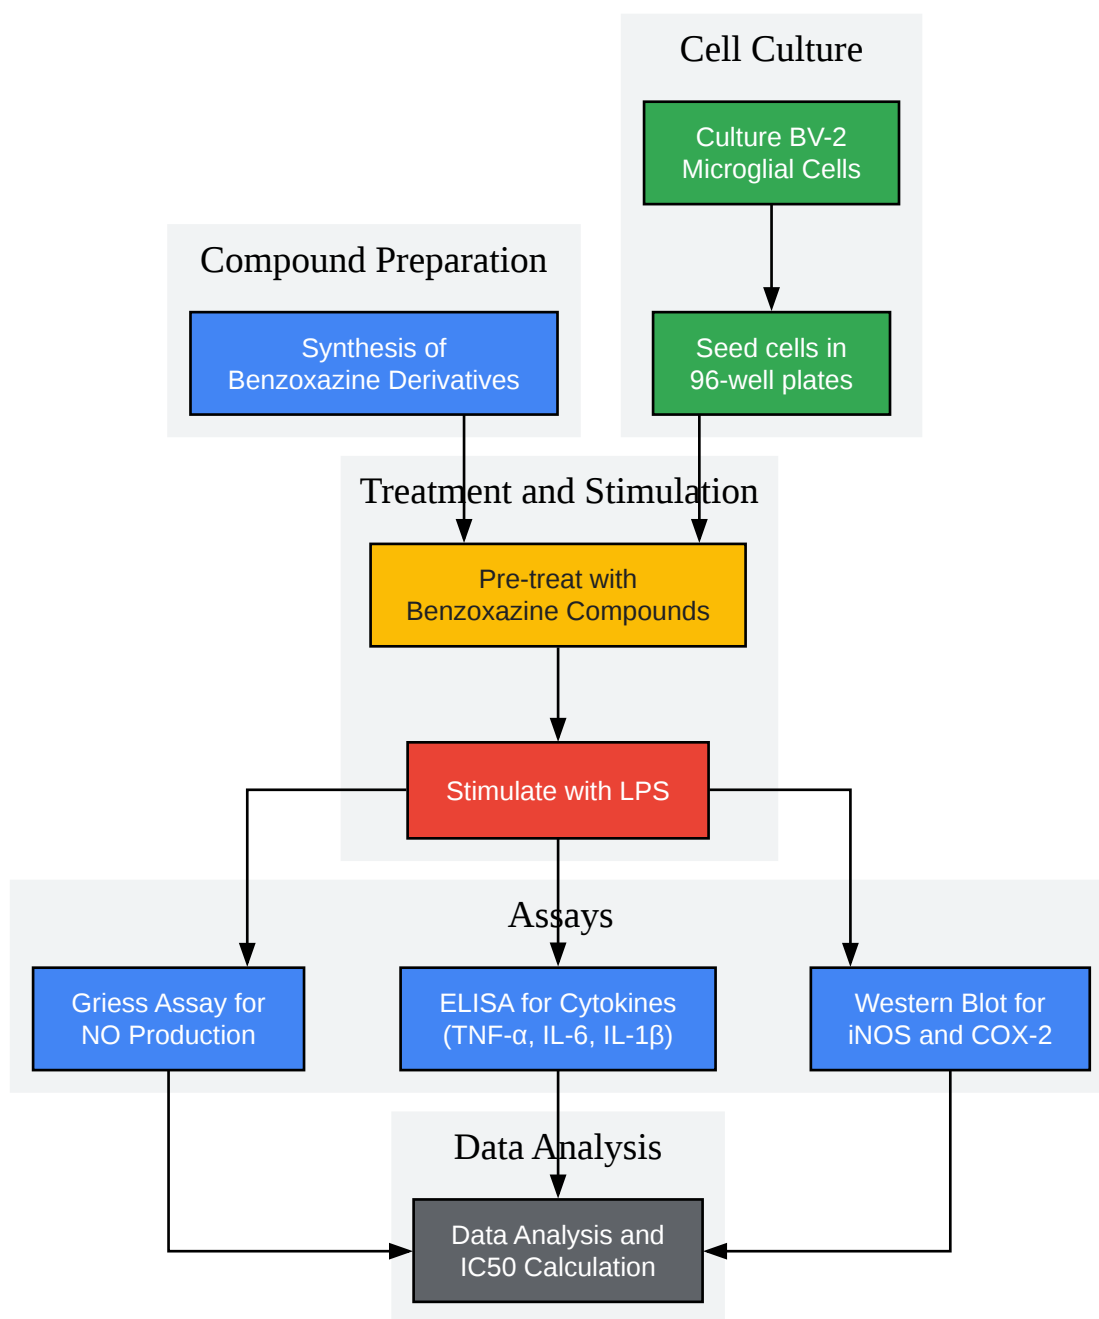 Cell Culture
Culture BV-2
Microglial Cells
Compound Preparation
Synthesis of
Benzoxazine Derivatives
Seed cells in
96-well plates
Treatment and Stimulation
Pre-treat with
Benzoxazine Compounds
Stimulate with LPS
Assays
Griess Assay for
NO Production
ELISA for Cytokines
(TNF-α, IL-6, IL-1β)
Western Blot for
iNOS and COX-2
Data Analysis
Data Analysis and
IC50 Calculation